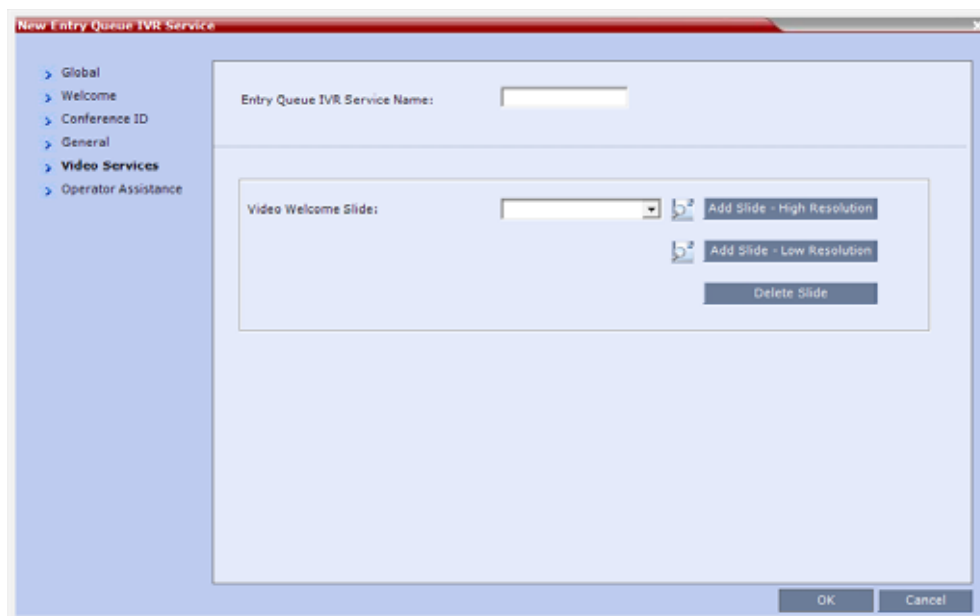 New Entry Queue IVR Service
Global
Welcome
Conference ID
General
Video Services
Operator Assistance
Entry Queue IVR Service Name:
Video Welcome Slide:
Add Slide - High Resolution
Add Slide - Low Resolution
Delete Slide
OK
Cancel